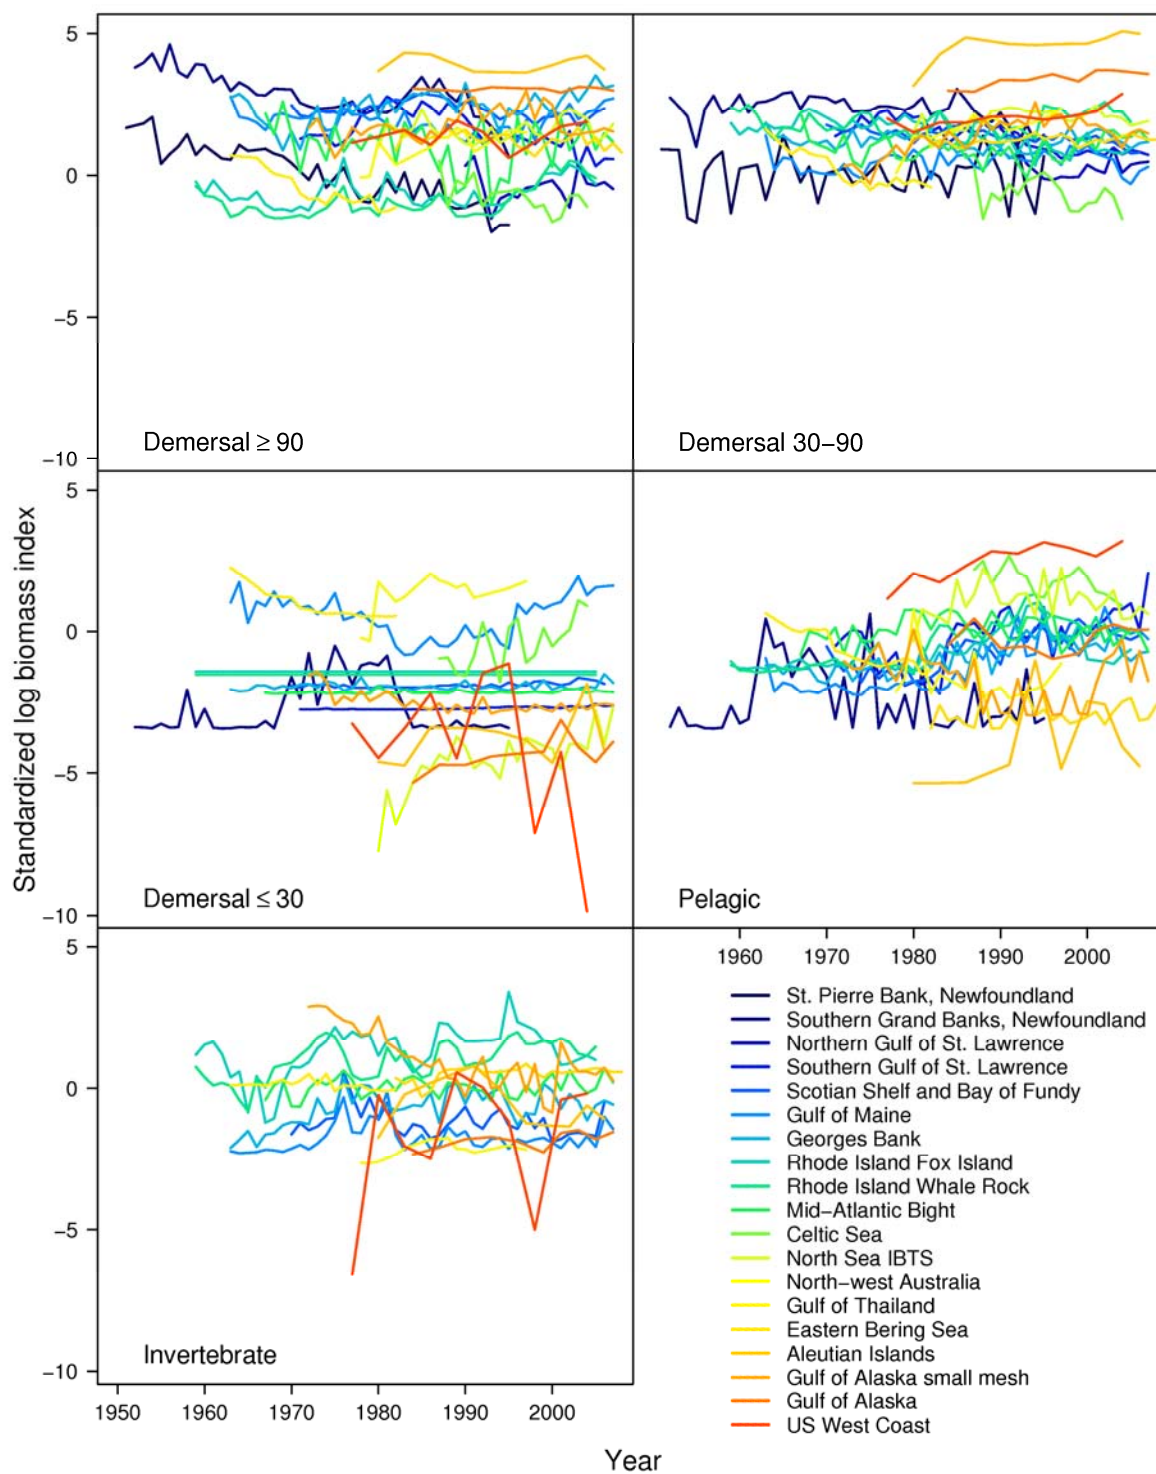 5
0
−5
−10
Demersal ≥ 90
Demersal 30−90
5
0
−5
−10
Demersal ≤ 30
Pelagic
Standardized log biomass index
1960 1970 1980 1990 2000
5
0
−5
−10
Invertebrate
St. Pierre Bank, Newfoundland
Southern Grand Banks, Newfoundland
Northern Gulf of St. Lawrence
Southern Gulf of St. Lawrence
Scotian Shelf and Bay of Fundy
Gulf of Maine
Georges Bank
Rhode Island Fox Island
Rhode Island Whale Rock
Mid−Atlantic Bight
Celtic Sea
North Sea IBTS
North−west Australia
Gulf of Thailand
Eastern Bering Sea
Aleutian Islands
Gulf of Alaska small mesh
Gulf of Alaska
US West Coast
1950 1960 1970 1980 1990 2000
Year